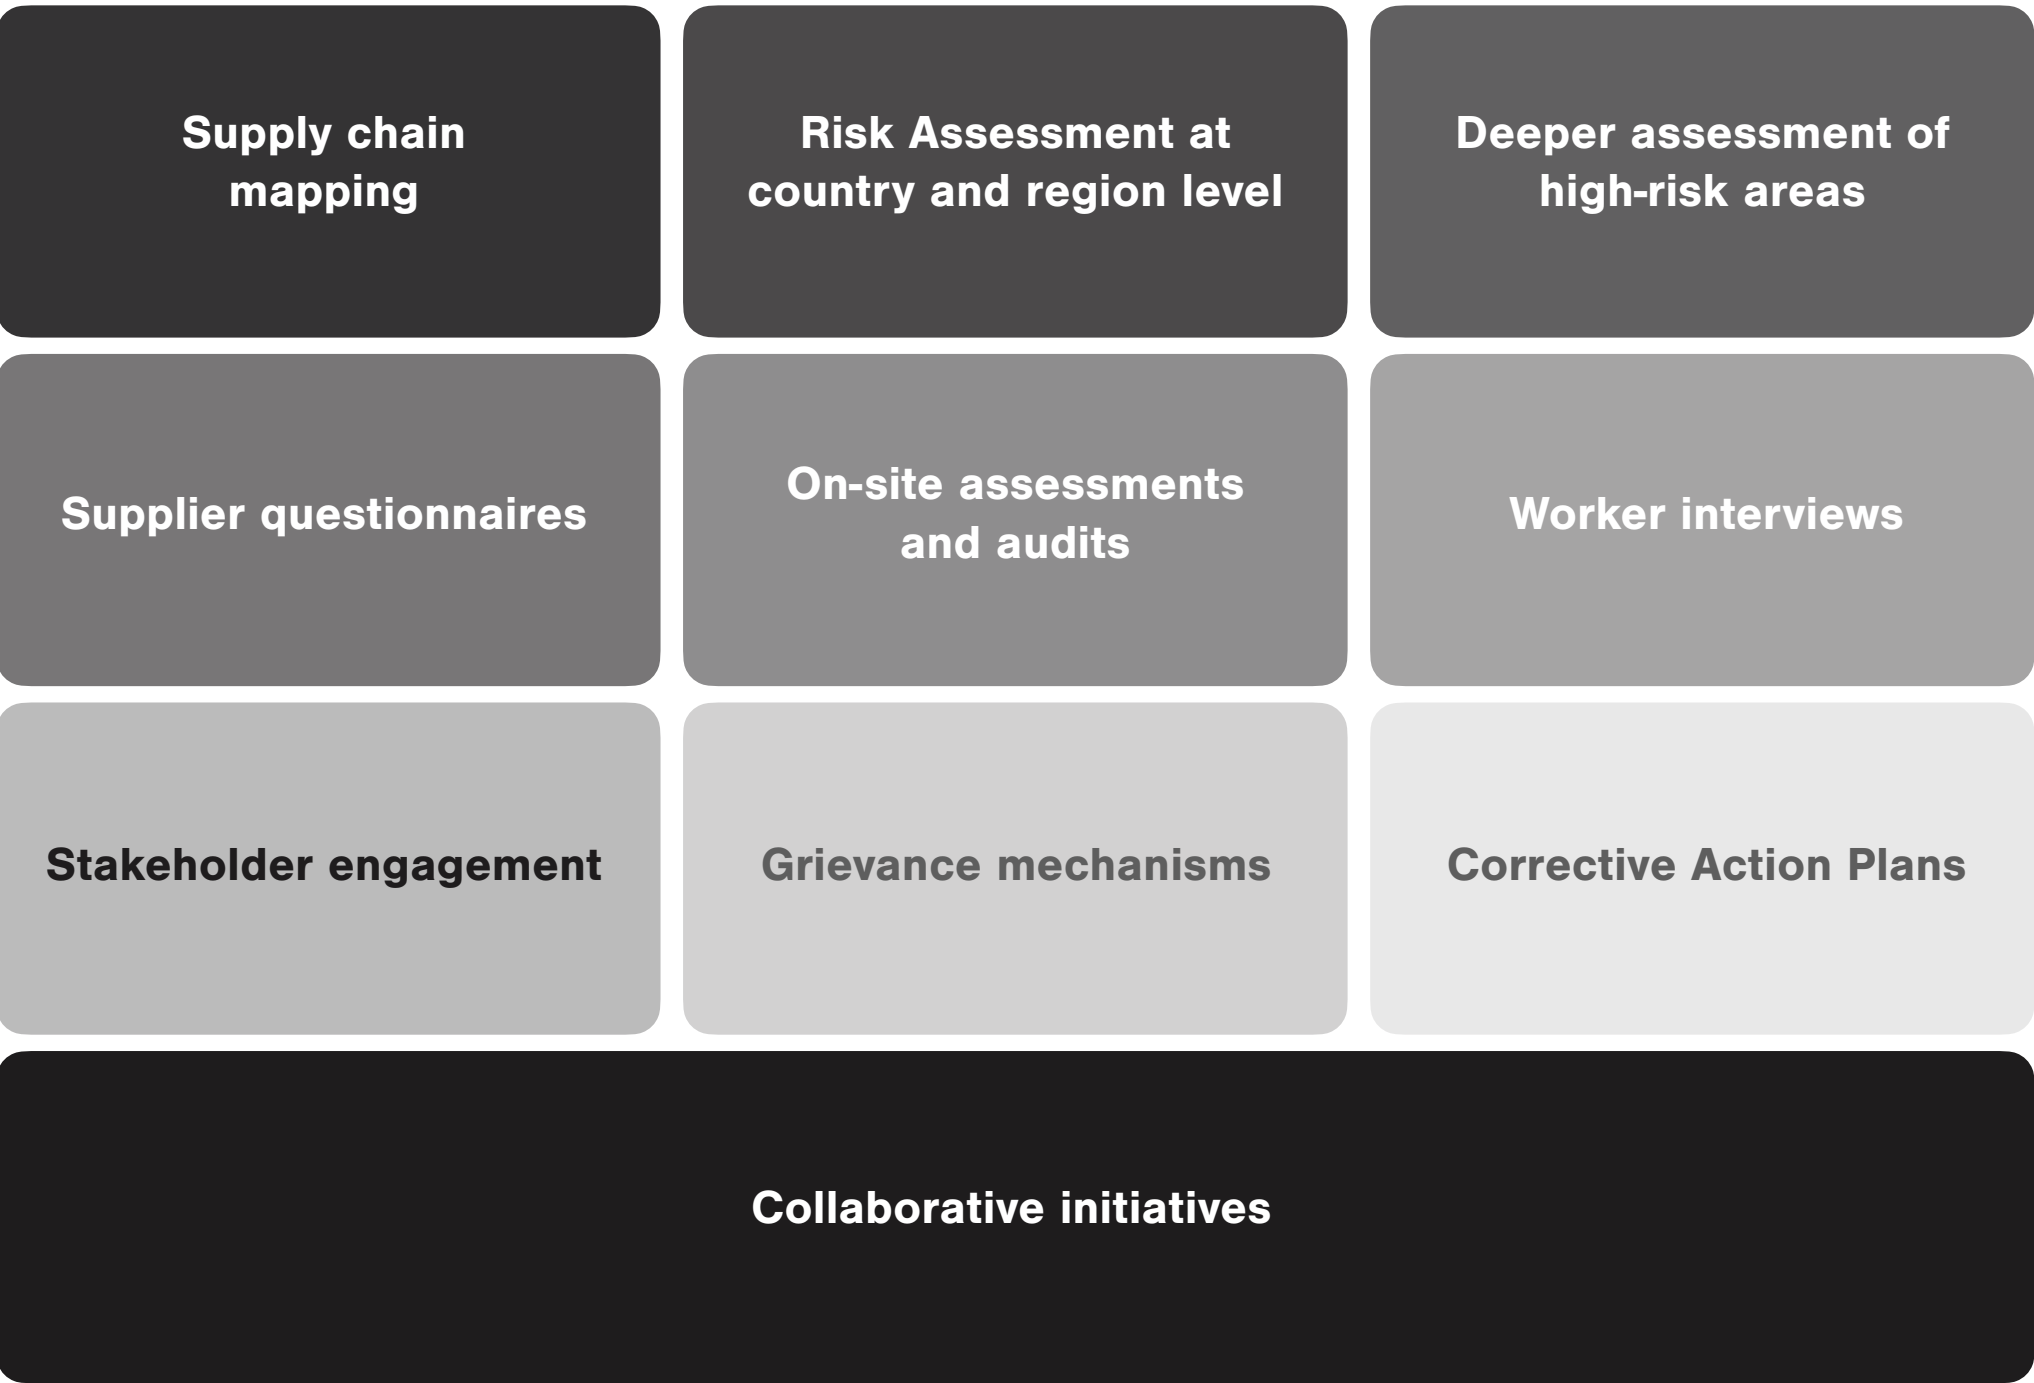 Supply chain
mapping
Risk Assessment at
country and region level
Deeper assessment of
high-risk areas
Supplier questionnaires
On-site assessments
and audits
Worker interviews
Stakeholder engagement
Grievance mechanisms
Corrective Action Plans
Collaborative initiatives